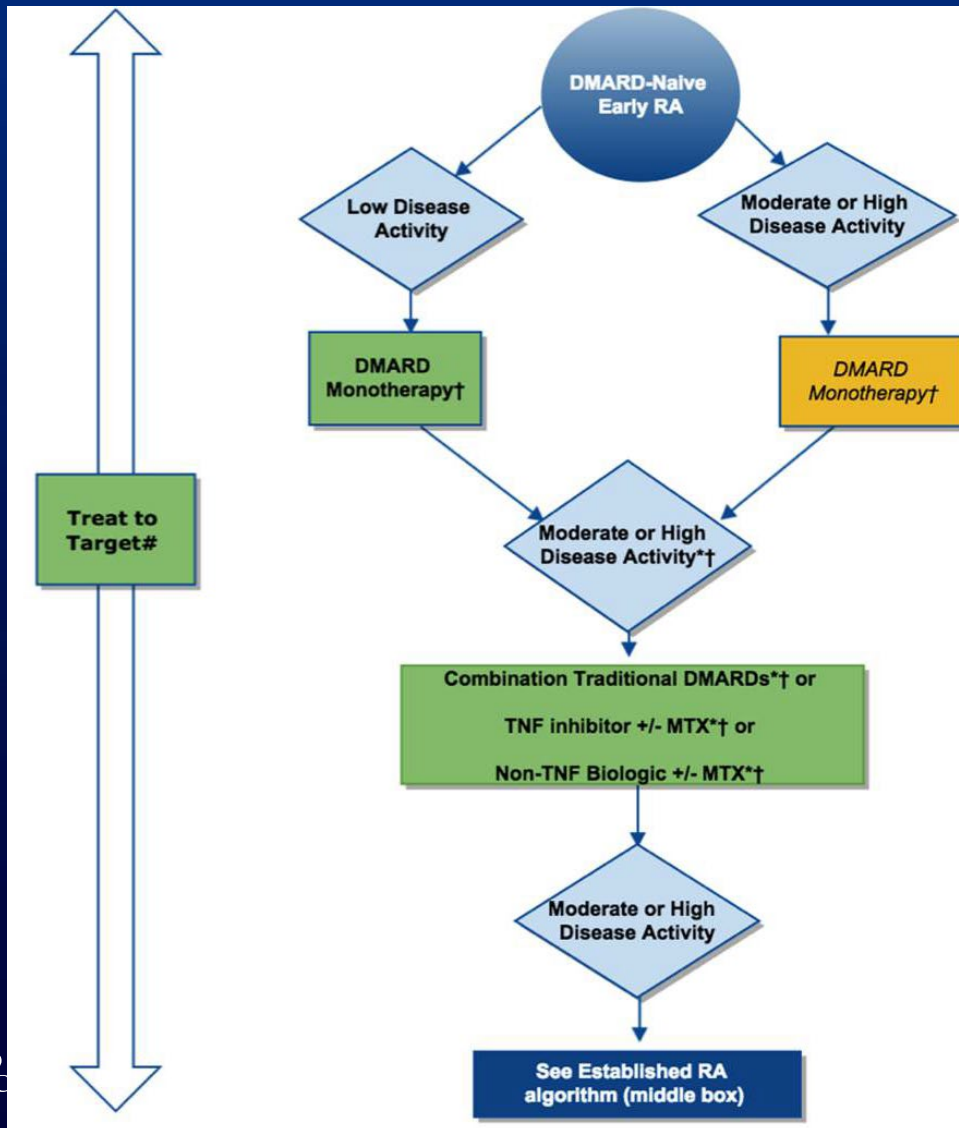 DMARD-Naive
Early RA
Low Disease
Activity
Moderate or High
Disease Activity
DMARD
Monotherapy†
DMARD
Monotherapy†
Treat to
Target#
Moderate or High
Disease Activity*†
Combination Traditional DMARDs*† or
TNF inhibitor +/- MTX*† or
Non-TNF Biologic +/- MTX*†
Moderate or High
Disease Activity
See Established RA
algorithm (middle box)